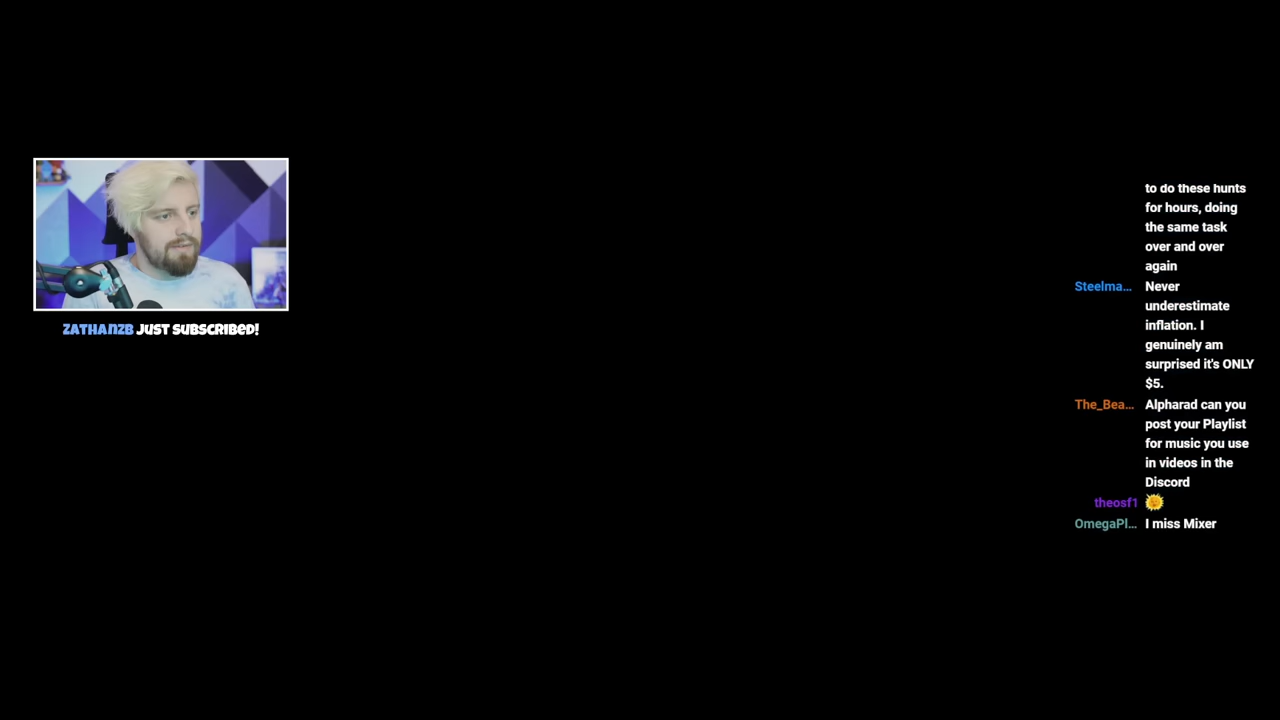 ZATHANZB JUST SUBSCRIBED!
to do these hunts
for hours, doing
the same task
over and over
again
Steelma... Never
underestimate
inflation. I
genuinely am
surprised it's ONLY
$5.
The_Bea... Alpharad can you
post your Playlist
for music you use
in videos in the
Discord
theosf1
OmegaPl... I miss Mixer